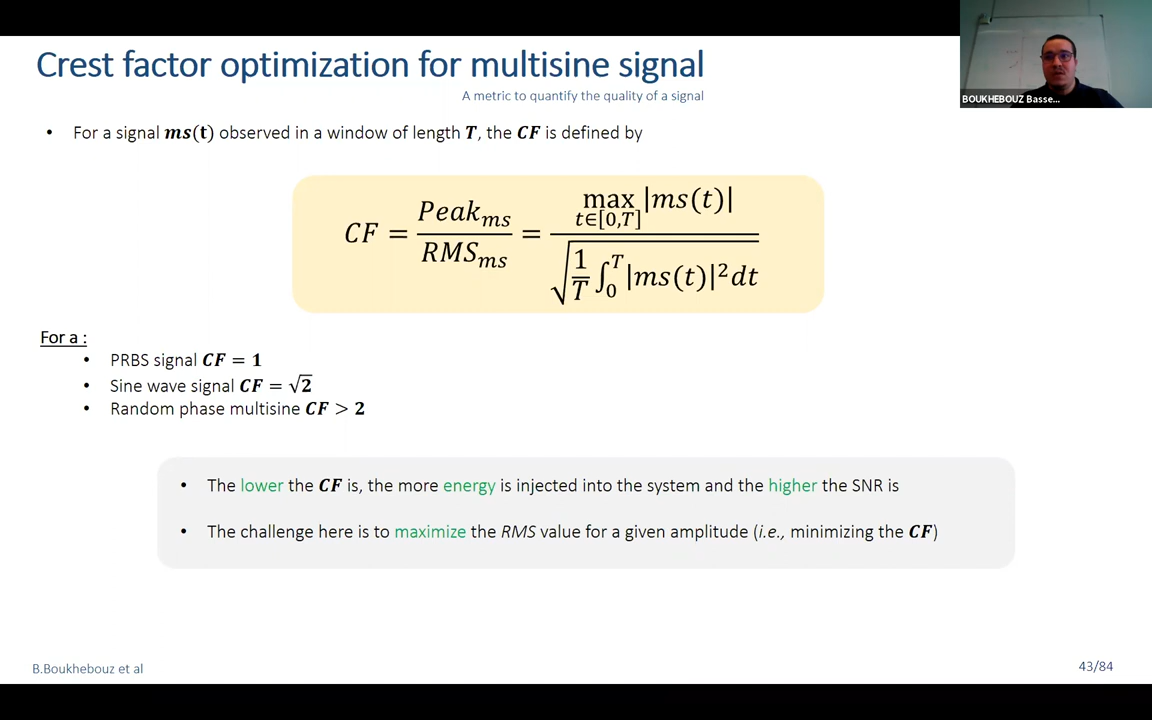 Crest factor optimization for multisine signal
A metric to quantify the quality of a signal
BOUKHEBOUZ Basse...
• For a signal ms(t) observed in a window of length T, the CF is defined by
CF = Peak_ms / RMS_ms = max_{t∈[0,T]} |ms(t)| / √(1/T ∫_0^T |ms(t)|² dt)
For a :
• PRBS signal CF = 1
• Sine wave signal CF = √2
• Random phase multisine CF > 2
• The lower the CF is, the more energy is injected into the system and the higher the SNR is
• The challenge here is to maximize the RMS value for a given amplitude (i.e., minimizing the CF)
B.Boukhebouz et al
43/84